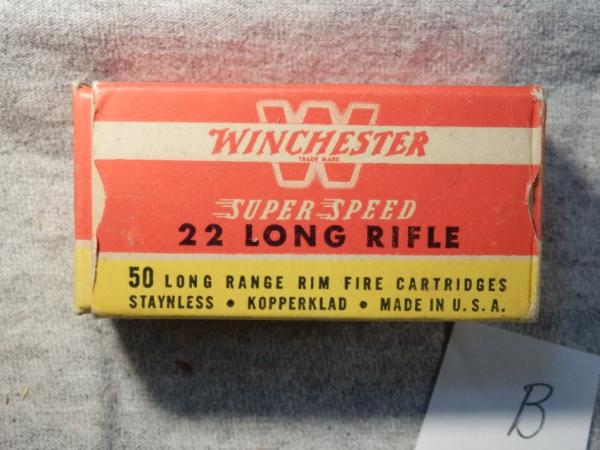 W
WINCHESTER
TRADE MARK
SUPER SPEED
22 LONG RIFLE
50 LONG RANGE RIM FIRE CARTRIDGES
STAYNLESS • KOPPERKLAD • MADE IN U.S.A.
B